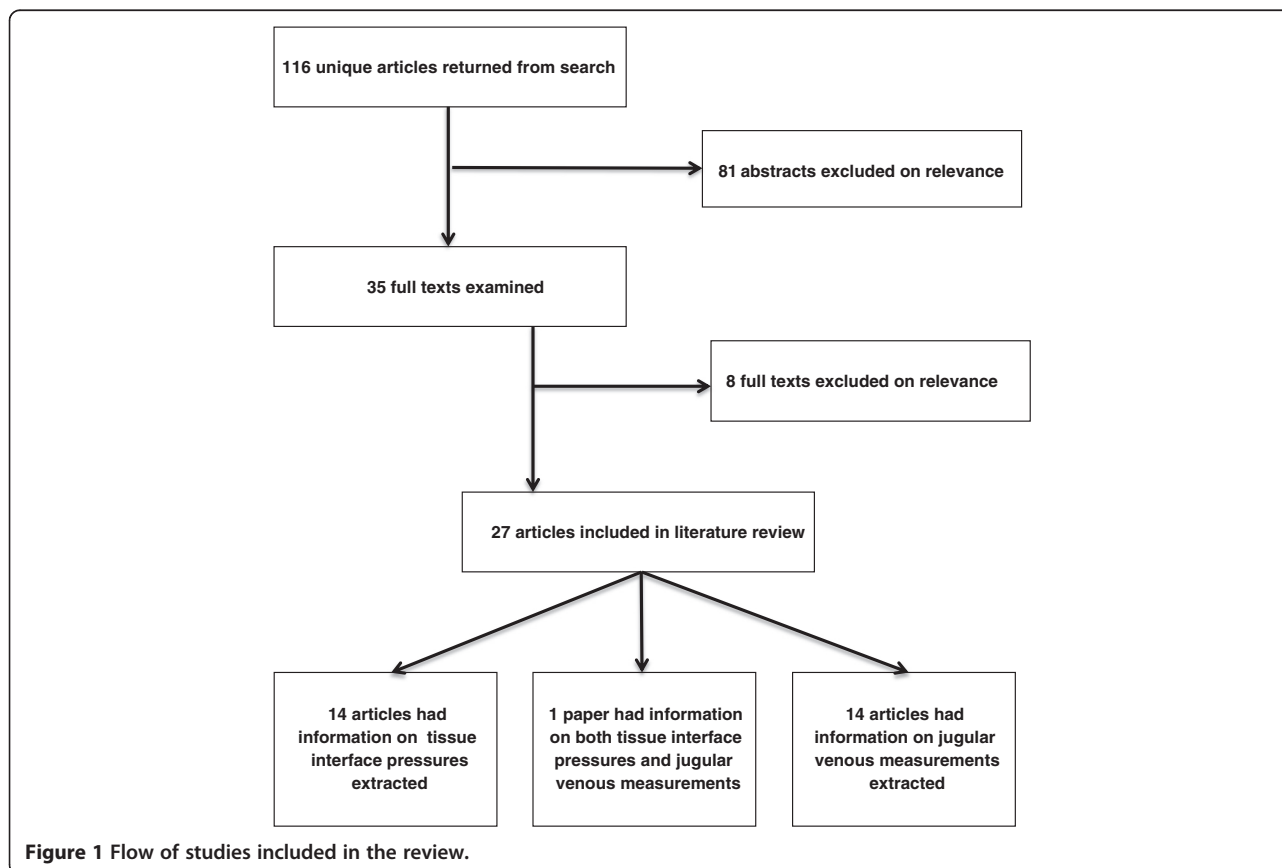 116 unique articles returned from search
81 abstracts excluded on relevance
35 full texts examined
8 full texts excluded on relevance
27 articles included in literature review
14 articles had
information on tissue
interface pressures
extracted
1 paper had information
on both tissue interface
pressures and jugular
venous measurements
14 articles had
information on jugular
venous measurements
extracted
Figure 1 Flow of studies included in the review.